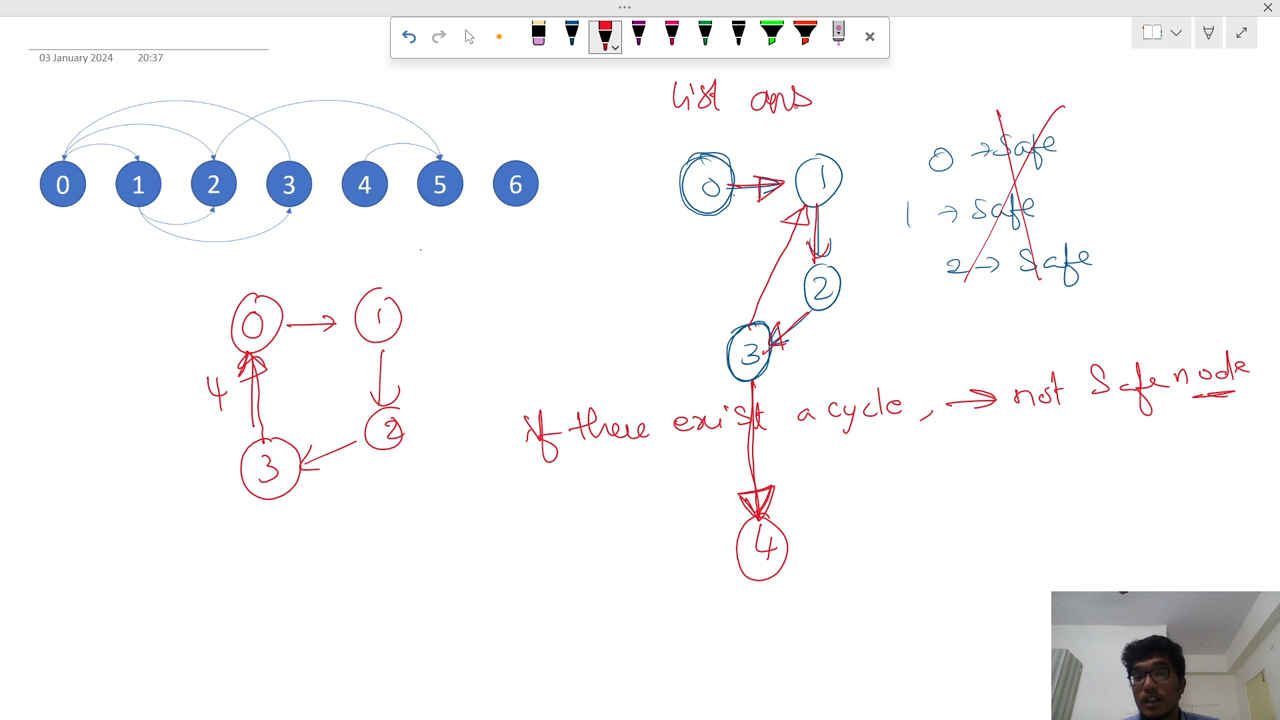 03 January 2024 20:37
list ans
0 1 2 3 4 5 6
0 1
0 → Safe
1 → Safe
2 → Safe
2
3
0 1
4
2
3
if there exist a cycle, → not Safe node
4